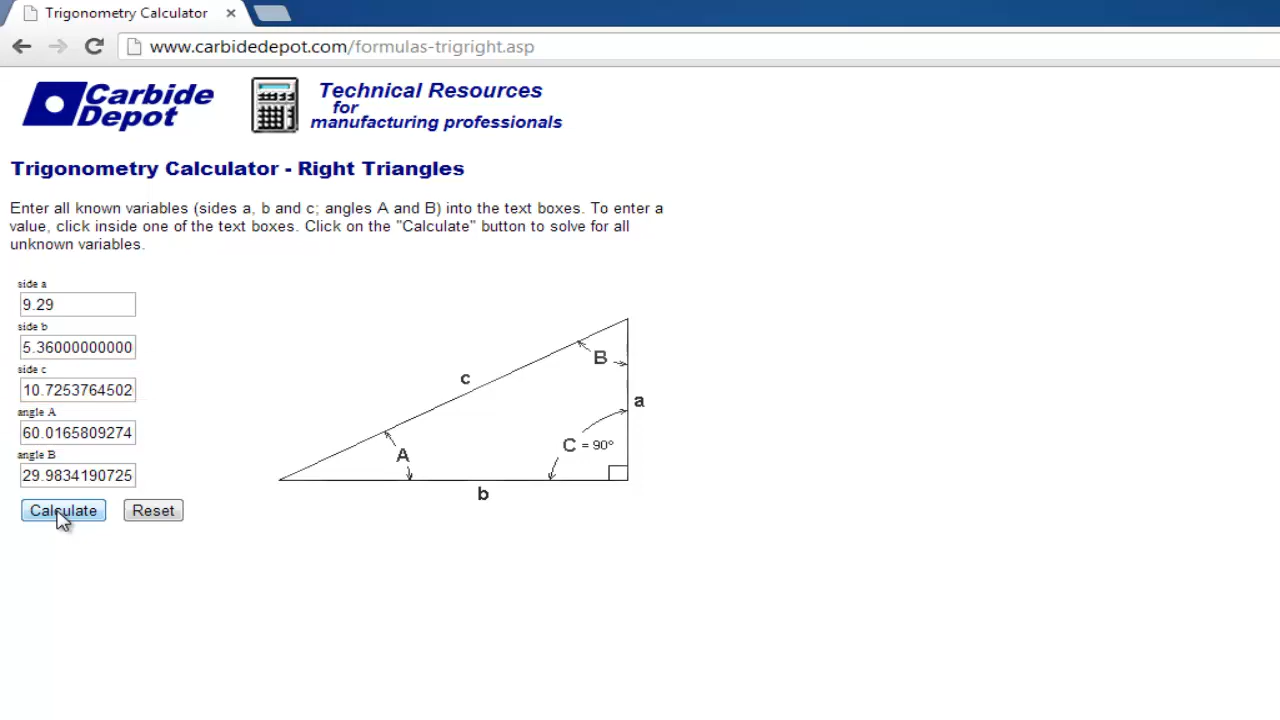 Trigonometry Calculator
www.carbidedepot.com/formulas-trigright.asp
Carbide
Depot
Technical Resources
for
manufacturing professionals
Trigonometry Calculator - Right Triangles
Enter all known variables (sides a, b and c; angles A and B) into the text boxes. To enter a
value, click inside one of the text boxes. Click on the "Calculate" button to solve for all
unknown variables.
side a
9.29
side b
5.36000000000
side c
10.7253764502
angle A
60.0165809274
angle B
29.9834190725
Calculate Reset
B
c
a
C = 90°
A
b